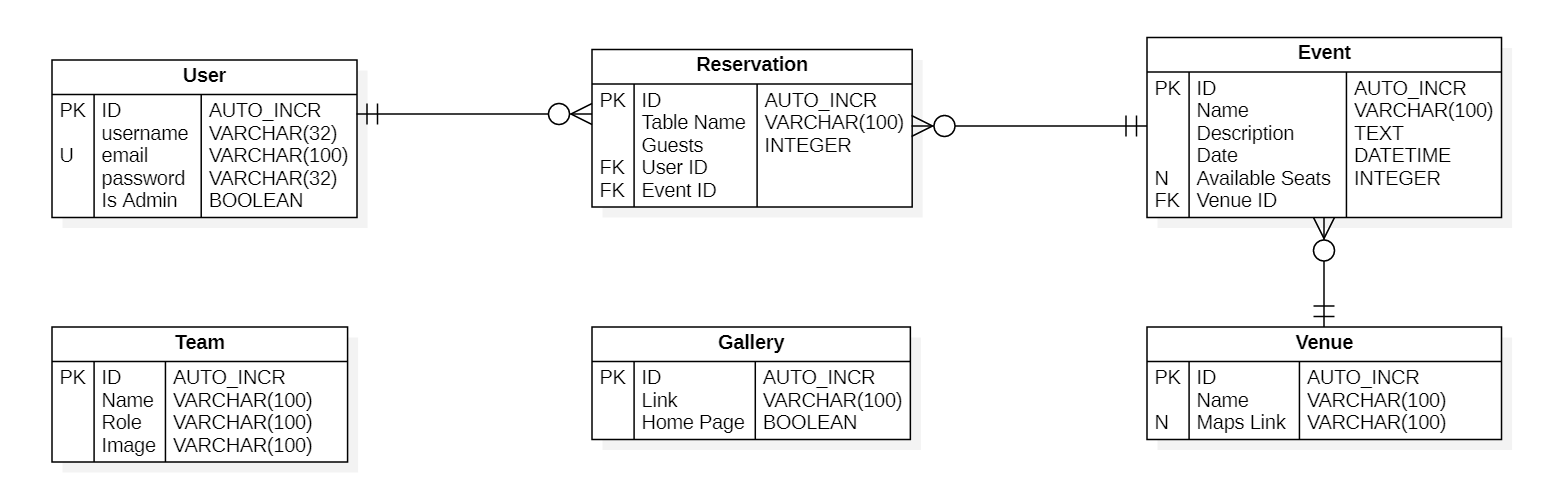 User
PK ID AUTO_INCR
username VARCHAR(32)
U email VARCHAR(100)
password VARCHAR(32)
Is Admin BOOLEAN
Reservation
PK ID AUTO_INCR
Table Name VARCHAR(100)
Guests INTEGER
FK User ID
FK Event ID
Event
PK ID AUTO_INCR
Name VARCHAR(100)
Description TEXT
Date DATETIME
N Available Seats INTEGER
FK Venue ID
Team
PK ID AUTO_INCR
Name VARCHAR(100)
Role VARCHAR(100)
Image VARCHAR(100)
Gallery
PK ID AUTO_INCR
Link VARCHAR(100)
Home Page BOOLEAN
Venue
PK ID AUTO_INCR
Name VARCHAR(100)
N Maps Link VARCHAR(100)